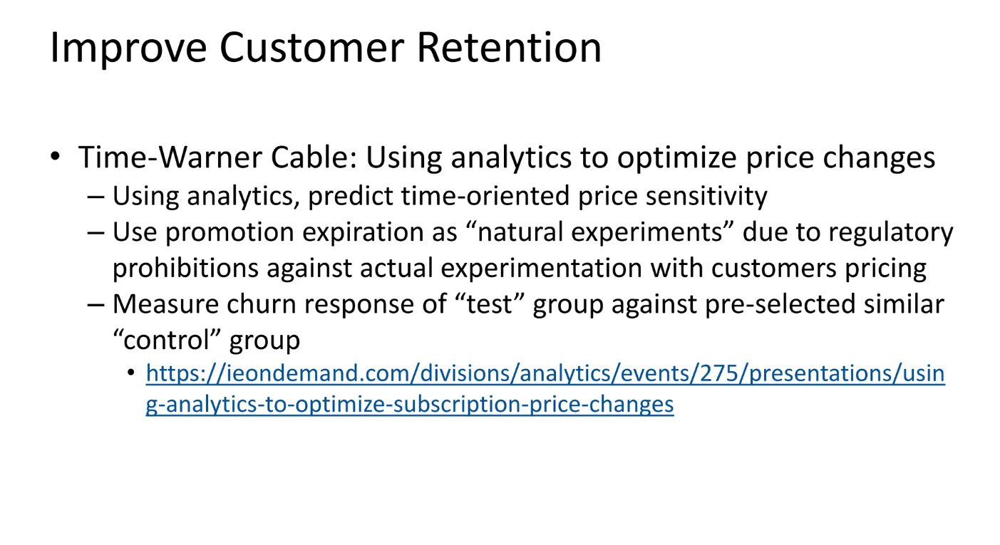 Improve Customer Retention
• Time-Warner Cable: Using analytics to optimize price changes
– Using analytics, predict time-oriented price sensitivity
– Use promotion expiration as “natural experiments” due to regulatory
prohibitions against actual experimentation with customers pricing
– Measure churn response of “test” group against pre-selected similar
“control” group
• https://ieondemand.com/divisions/analytics/events/275/presentations/usin
g-analytics-to-optimize-subscription-price-changes